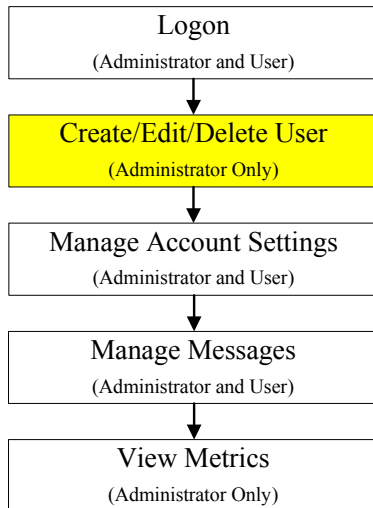 Logon
(Administrator and User)
Create/Edit/Delete User
(Administrator Only)
Manage Account Settings
(Administrator and User)
Manage Messages
(Administrator and User)
View Metrics
(Administrator Only)